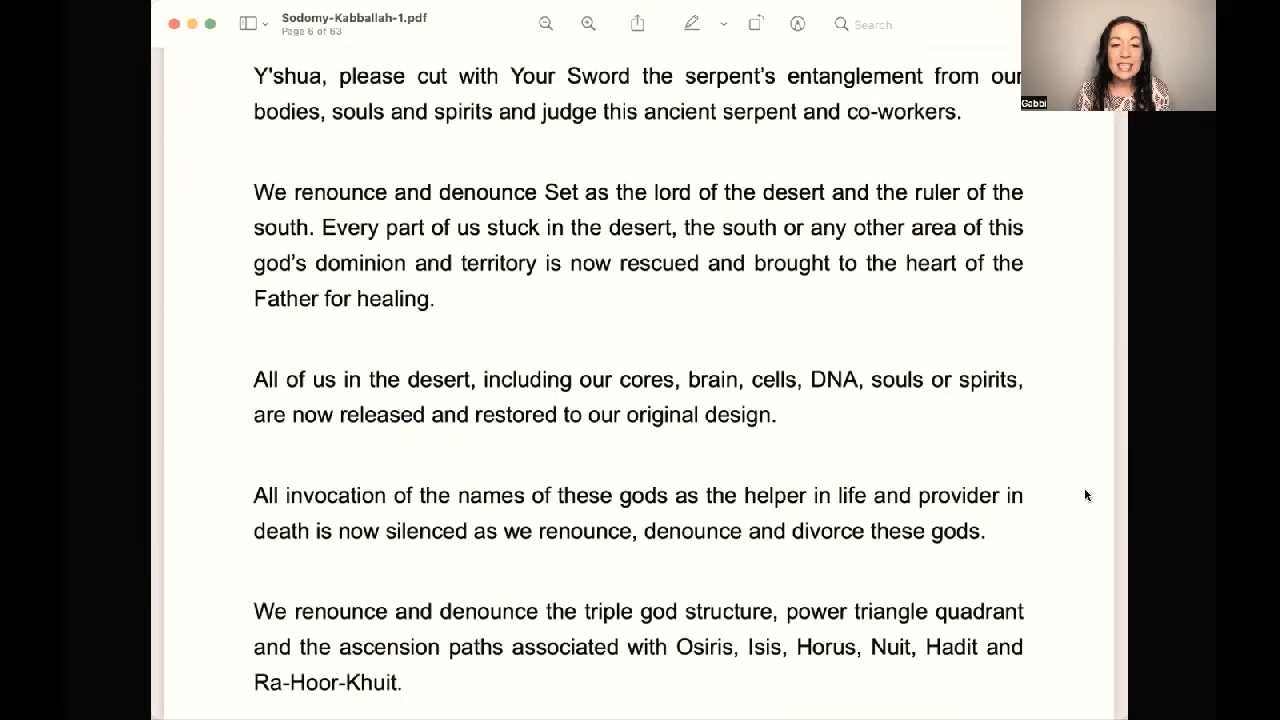 Sodomy-Kabballah-1.pdf
Page 6 of 63
Search
Gabbi
Y'shua, please cut with Your Sword the serpent's entanglement from our
bodies, souls and spirits and judge this ancient serpent and co-workers.
We renounce and denounce Set as the lord of the desert and the ruler of the
south. Every part of us stuck in the desert, the south or any other area of this
god's dominion and territory is now rescued and brought to the heart of the
Father for healing.
All of us in the desert, including our cores, brain, cells, DNA, souls or spirits,
are now released and restored to our original design.
All invocation of the names of these gods as the helper in life and provider in
death is now silenced as we renounce, denounce and divorce these gods.
We renounce and denounce the triple god structure, power triangle quadrant
and the ascension paths associated with Osiris, Isis, Horus, Nuit, Hadit and
Ra-Hoor-Khuit.